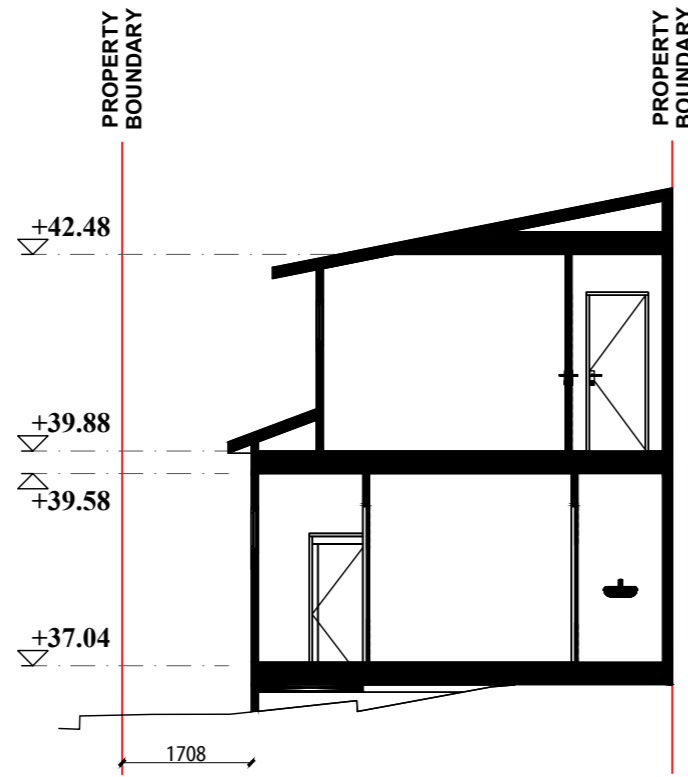 PROPERTY
BOUNDARY
PROPERTY
BOUNDARY
+42.48
+39.88
+39.58
+37.04
1708